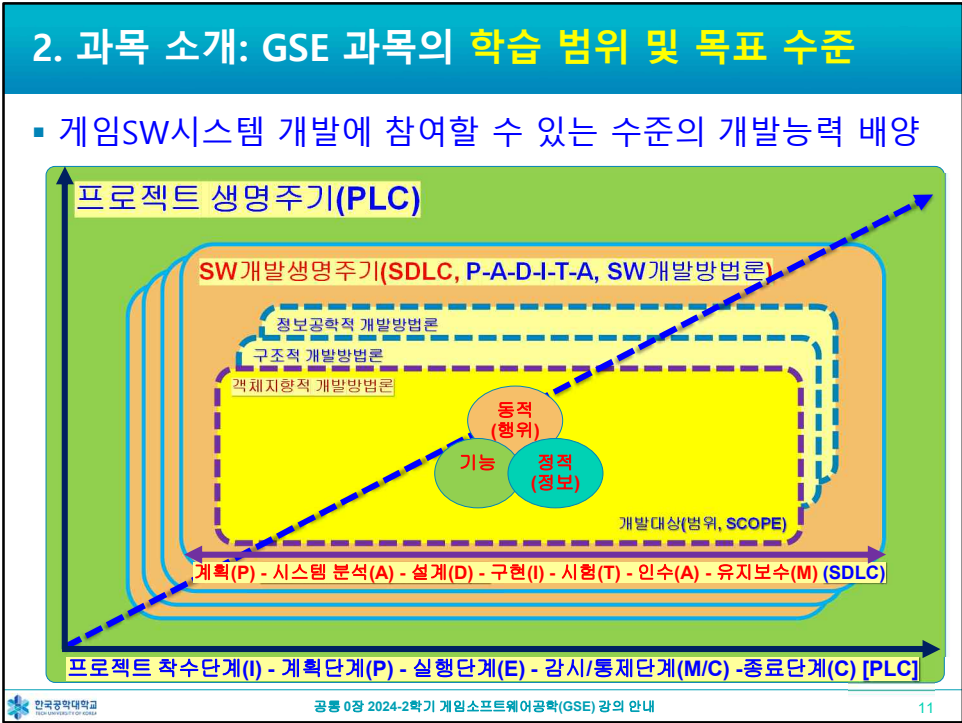 2. 과목 소개: GSE 과목의 학습 범위 및 목표 수준
▪ 게임SW시스템 개발에 참여할 수 있는 수준의 개발능력 배양
프로젝트 생명주기(PLC)
SW개발생명주기(SDLC, P-A-D-I-T-A, SW개발방법론)
정보공학적 개발방법론
구조적 개발방법론
객체지향적 개발방법론
동적
(행위)
기능
정적
(정보)
개발대상(범위, SCOPE)
계획(P) - 시스템 분석(A) - 설계(D) - 구현(I) - 시험(T) - 인수(A) - 유지보수(M) (SDLC)
프로젝트 착수단계(I) - 계획단계(P) - 실행단계(E) - 감시/통제단계(M/C) -종료단계(C) [PLC]
한국공학대학교
TECH UNIVERSITY OF KOREA
공통 0장 2024-2학기 게임소프트웨어공학(GSE) 강의 안내
11